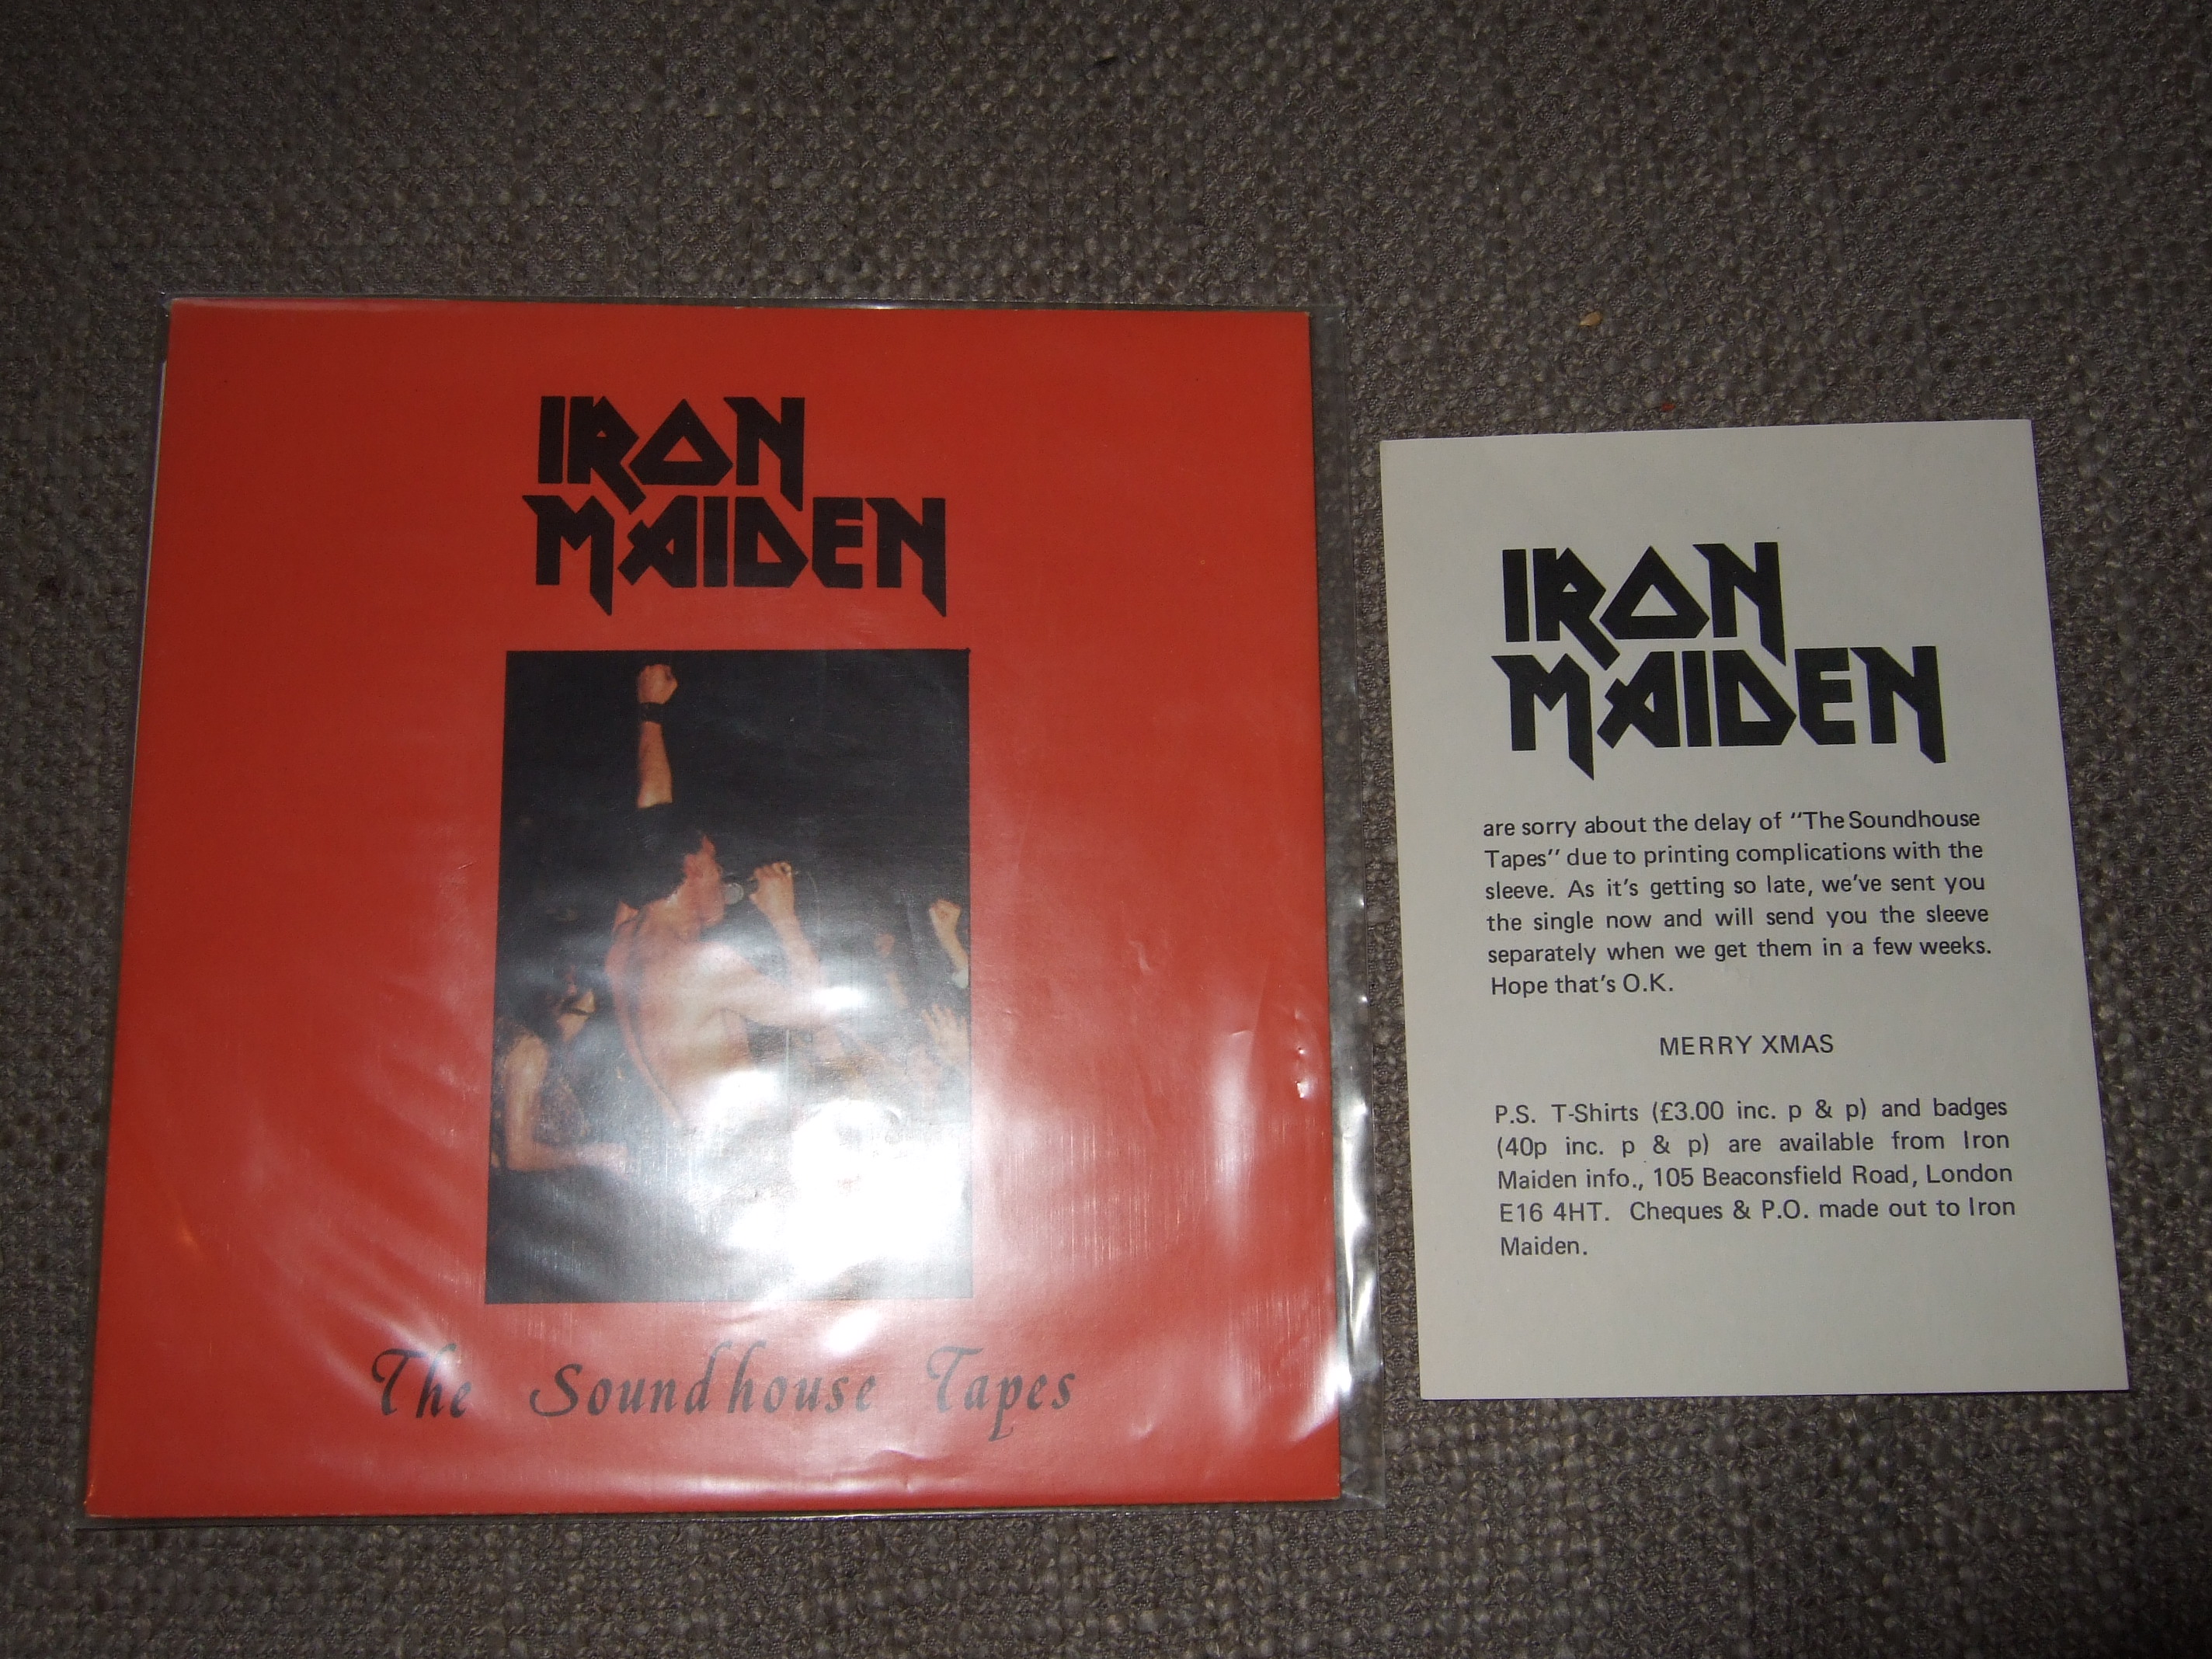 IRON
MAIDEN
The Soundhouse Tapes
IRON
MAIDEN
are sorry about the delay of "The Soundhouse
Tapes" due to printing complications with the
sleeve. As it's getting so late, we've sent you
the single now and will send you the sleeve
separately when we get them in a few weeks.
Hope that's O.K.
MERRY XMAS
P.S. T-Shirts (£3.00 inc. p & p) and badges
(40p inc. p & p) are available from Iron
Maiden info., 105 Beaconsfield Road, London
E16 4HT. Cheques & P.O. made out to Iron
Maiden.